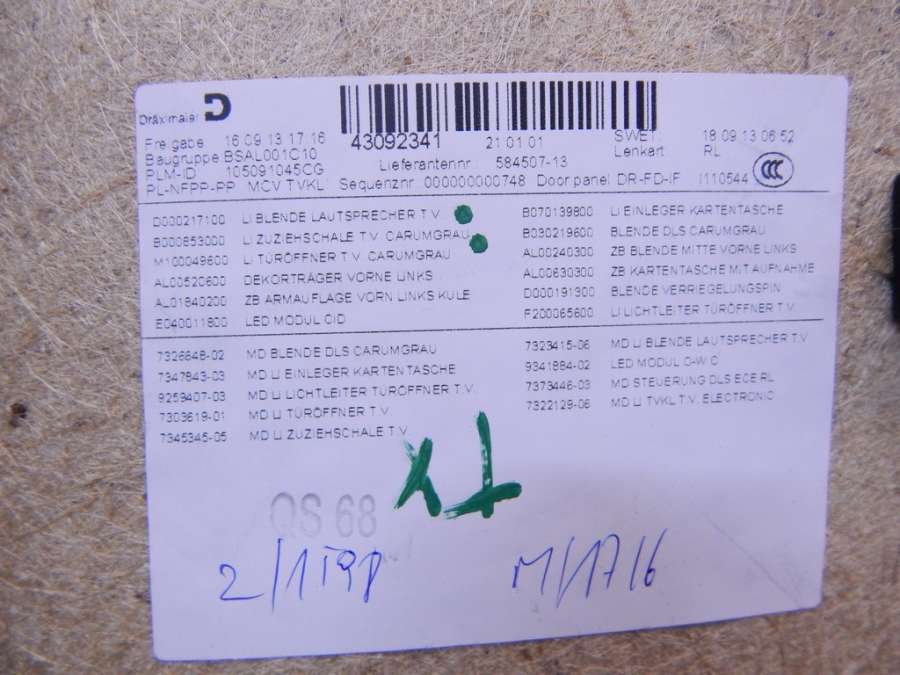 Dräxlmaier D
Freigabe 16.09.13 17:16 43092341 21.01.01 SWET: 18.09.13 06:52
Baugruppe BSAL001C10 Lieferantennr.: 584507-13 Lenkart: RL
PLM-ID 105091045CG
PL-NFPP-PP MCV TVKL Sequenznr.:000000000748 Door panel DR-FD-IF I110544 CCC
D000217100 LI BLENDE LAUTSPRECHER T.V. B070139800 LI EINLEGER KARTENTASCHE
B000853000 LI ZUZIEHSCHALE T.V. CARUMGRAU B030219600 BLENDE DLS CARUMGRAU
M100049600 LI TÜRÖFFNER T.V. CARUMGRAU AL00240300 ZB BLENDE MITTE VORNE LINKS
AL00520600 DEKORTRÄGER VORNE LINKS AL00630300 ZB KARTENTASCHE MIT AUFNAHME
AL01840200 ZB ARMAUFLAGE VORN LINKS KULE D000191300 BLENDE VERRIEGELUNGSPIN
E040011800 LED MODUL CID F200065600 LI LICHTLEITER TÜRÖFFNER T.V.
7326648-02 MD BLENDE DLS CARUMGRAU 7323415-06 MD LI BLENDE LAUTSPRECHER T.V.
7347843-03 MD LI EINLEGER KARTENTASCHE 9341884-02 LED MODUL
9259407-03 MD LI LICHTLEITER TÜRÖFFNER T.V. 7373446-03 MD STEUERUNG DLS ECE RL
7303619-01 MD LI TÜRÖFFNER T.V. 7322129-06 MD LI TVKL T.V. ELECTRONIC
7345345-05 MD LI ZUZIEHSCHALE T.V.
QS 68